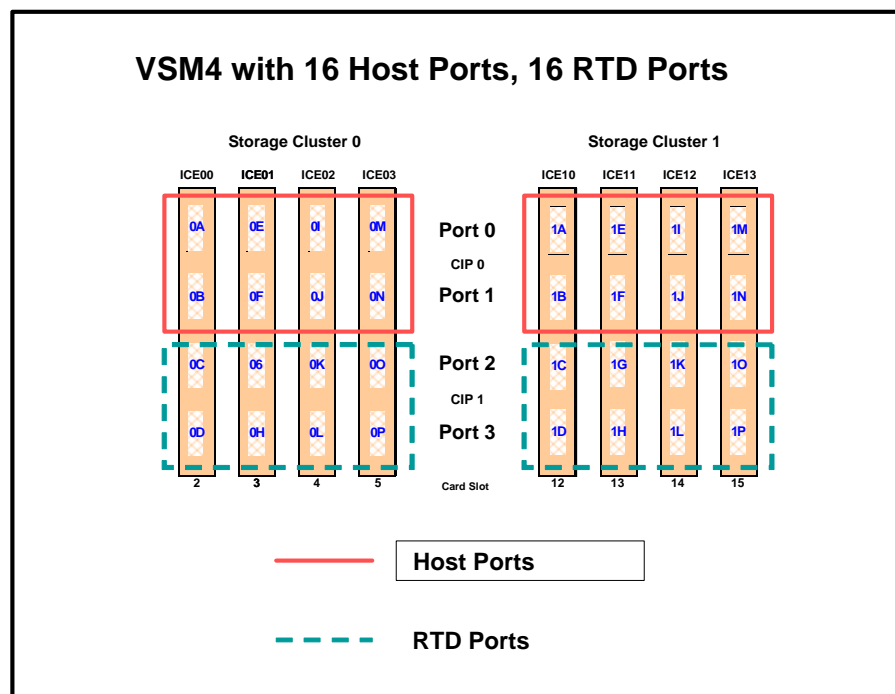 VSM4 with 16 Host Ports, 16 RTD Ports
Storage Cluster 0 Storage Cluster 1
ICE00 ICE01 ICE02 ICE03 ICE10 ICE11 ICE12 ICE13
0A 0E 0I 0M Port 0 1A 1E 1I 1M
CIP 0
0B 0F 0J 0N Port 1 1B 1F 1J 1N
0C 06 0K 0O Port 2 1C 1G 1K 1O
CIP 1
0D 0H 0L 0P Port 3 1D 1H 1L 1P
2 3 4 5 Card Slot 12 13 14 15
Host Ports
RTD Ports